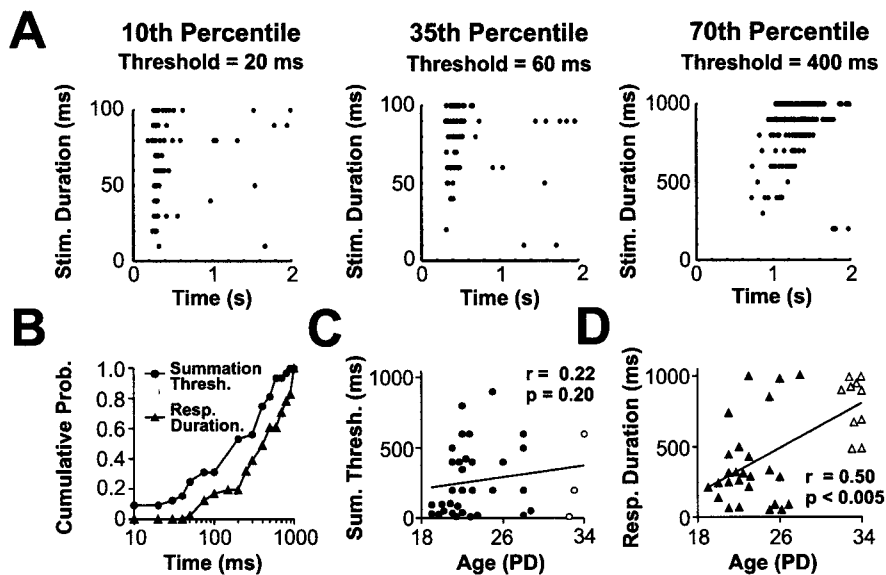 A
10th Percentile
Threshold = 20 ms
35th Percentile
Threshold = 60 ms
70th Percentile
Threshold = 400 ms
Stim. Duration (ms)
100
50
0
0 1 2
Time (s)
Stim. Duration (ms)
100
50
0
0 1 2
Time (s)
Stim. Duration (ms)
1000
500
0
0 1 2
Time (s)
B
Cumulative Prob.
1.0
0.8
0.6
0.4
0.2
0
Summation
Thresh.
Resp.
Duration.
10 100 1000
Time (ms)
C
Sum. Thresh. (ms)
1000
500
0
r = 0.22
p = 0.20
18 26 34
Age (PD)
D
Resp. Duration (ms)
1000
500
0
r = 0.50
p < 0.005
18 26 34
Age (PD)